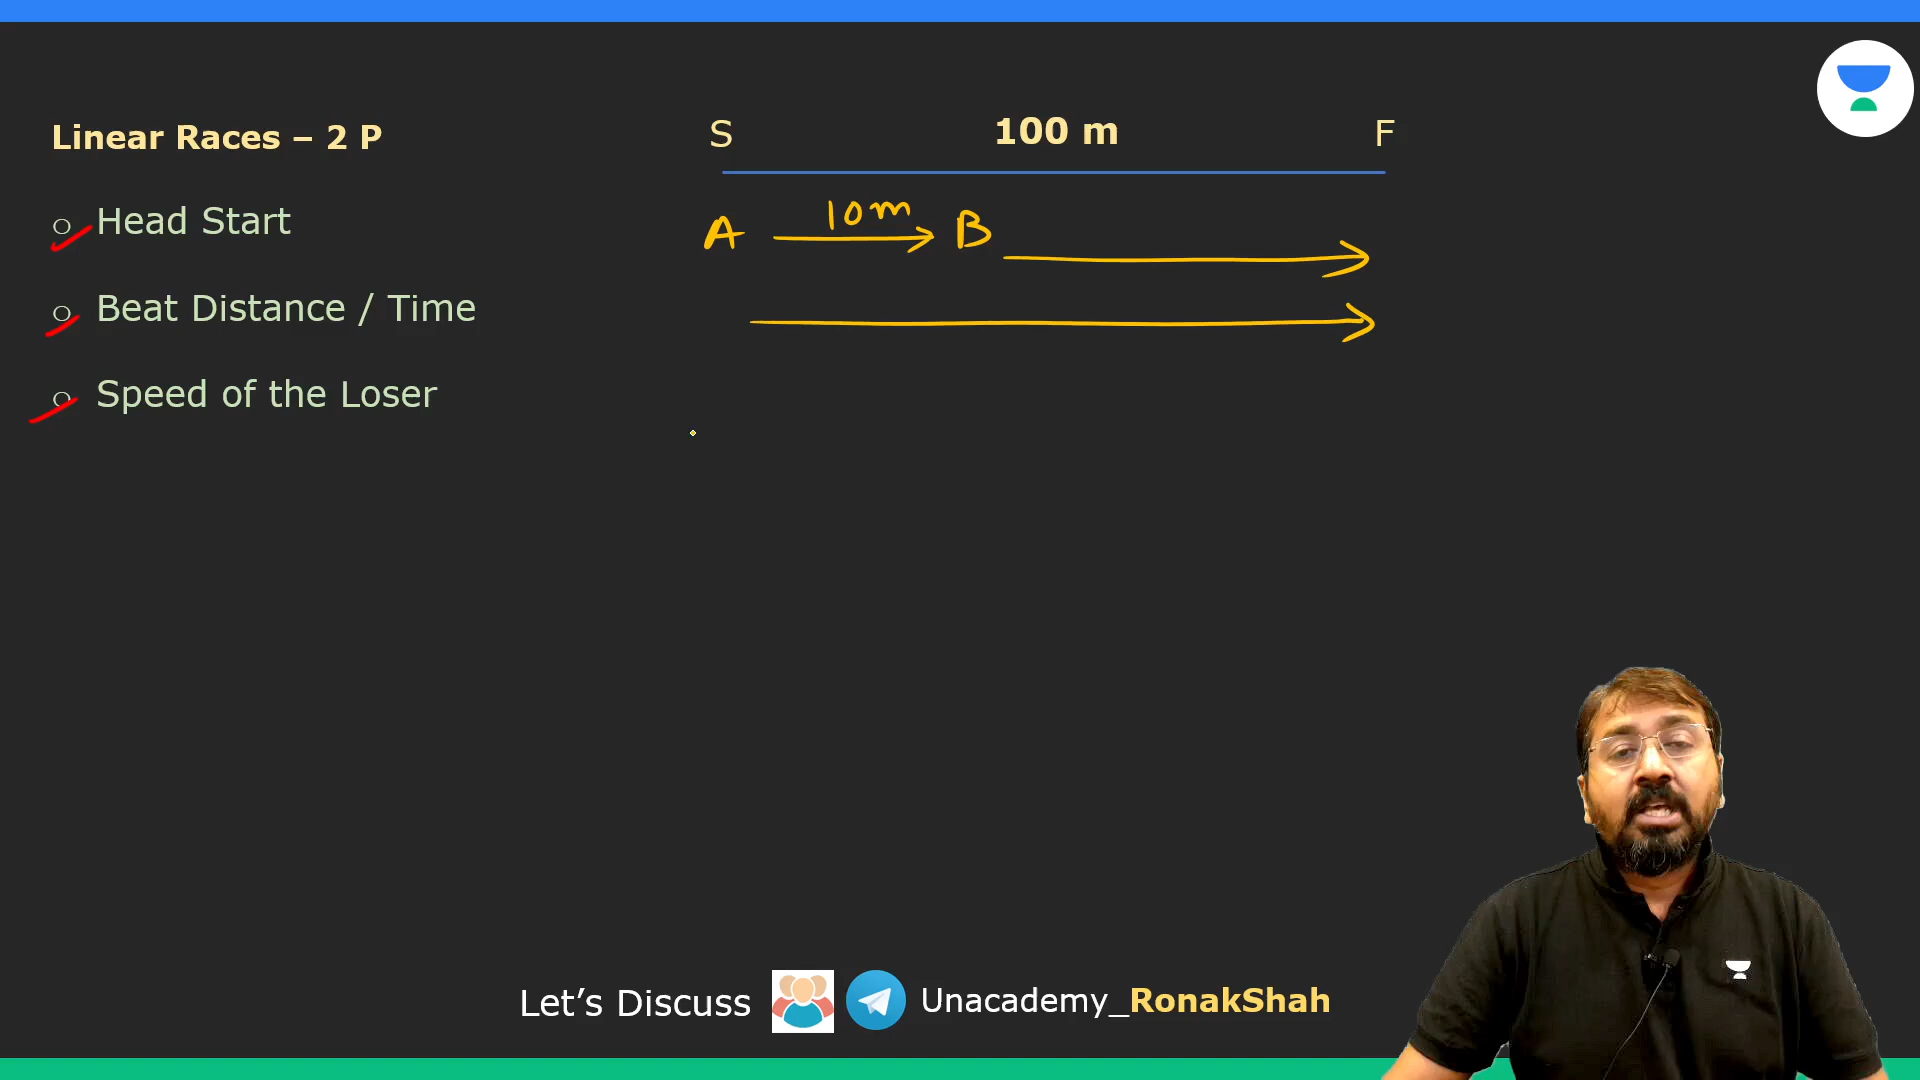 Linear Races – 2 P
Head Start
Beat Distance / Time
Speed of the Loser
S 100 m F
A 10m B
Let’s Discuss Unacademy_RonakShah